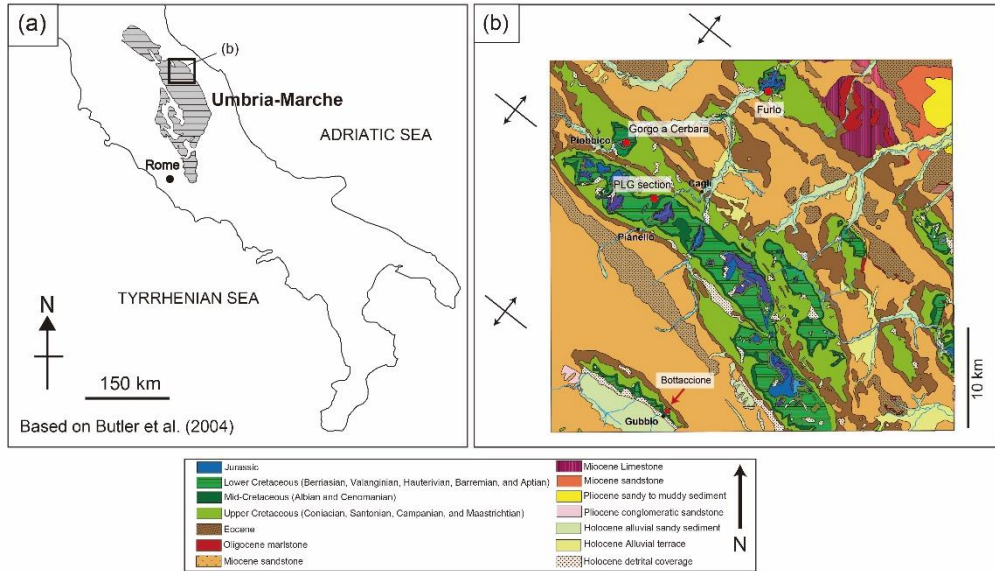 (a)
(b)
Umbria-Marche
ADRIATIC SEA
Rome
TYRRHENIAN SEA
N
150 km
Based on Butler et al. (2004)
(b)
Furlo
Gorgo a Cerbara
Piobbico
PLG section
Cagli
Pianello
Bottaccione
Gubbio
10 km
Jurassic
Lower Cretaceous (Berriasian, Valanginian, Hauterivian, Barremian, and Aptian)
Mid-Cretaceous (Albian and Cenomanian)
Upper Cretaceous (Coniacian, Santonian, Campanian, and Maastrichtian)
Eocene
Oligocene marlstone
Miocene sandstone
Miocene Limestone
Miocene sandstone
Pliocene sandy to muddy sediment
Pliocene conglomeratic sandstone
Holocene alluvial sandy sediment
Holocene Alluvial terrace
Holocene detrital coverage
N